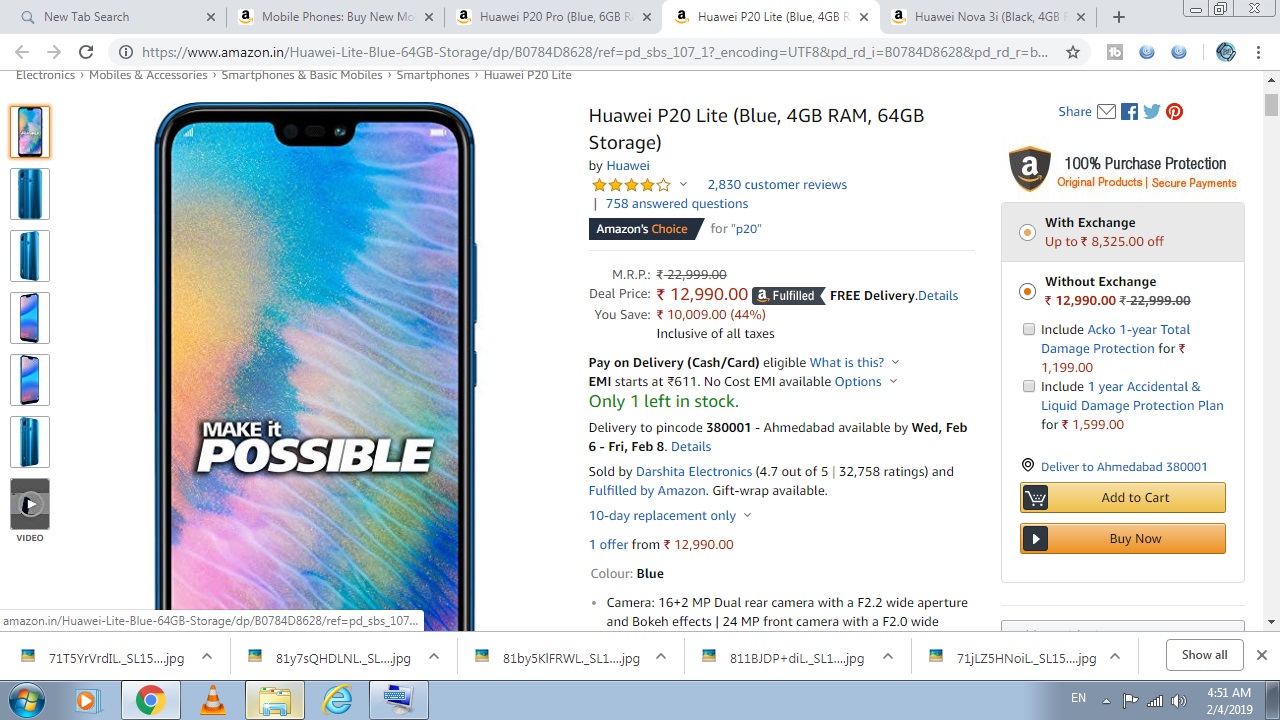 New Tab Search
Mobile Phones: Buy New Mo
Huawei P20 Pro (Blue, 6GB R
Huawei P20 Lite (Blue, 4GB R
Huawei Nova 3i (Black, 4GB F
https://www.amazon.in/Huawei-Lite-Blue-64GB-Storage/dp/B0784D8628/ref=pd_sbs_107_1?_encoding=UTF8&pd_rd_i=B0784D8628&pd_rd_r=b...
Electronics › Mobiles & Accessories › Smartphones & Basic Mobiles › Smartphones › Huawei P20 Lite
VIDEO
MAKE it
POSSIBLE
Huawei P20 Lite (Blue, 4GB RAM, 64GB
Storage)
by Huawei
2,830 customer reviews
| 758 answered questions
Amazon's Choice for "p20"
M.R.P.: ₹ 22,999.00
Deal Price: ₹ 12,990.00 a Fulfilled FREE Delivery.Details
You Save: ₹ 10,009.00 (44%)
Inclusive of all taxes
Pay on Delivery (Cash/Card) eligible What is this?
EMI starts at ₹611. No Cost EMI available Options
Only 1 left in stock.
Delivery to pincode 380001 - Ahmedabad available by Wed, Feb
6 - Fri, Feb 8. Details
Sold by Darshita Electronics (4.7 out of 5 | 32,758 ratings) and
Fulfilled by Amazon. Gift-wrap available.
10-day replacement only
1 offer from ₹ 12,990.00
Colour: Blue
• Camera: 16+2 MP Dual rear camera with a F2.2 wide aperture
and Bokeh effects | 24 MP front camera with a F2.0 wide
Share
a 100% Purchase Protection
Original Products | Secure Payments
With Exchange
Up to ₹ 8,325.00 off
Without Exchange
₹ 12,990.00 ₹ 22,999.00
Include Acko 1-year Total
Damage Protection for ₹
1,199.00
Include 1 year Accidental &
Liquid Damage Protection Plan
for ₹ 1,599.00
Deliver to Ahmedabad 380001
Add to Cart
Buy Now
amazon.in/Huawei-Lite-Blue-64GB-Storage/dp/B0784D8628/ref=pd_sbs_107...
71T5YrVrdIL._SL15....jpg
81y7sQHDLNL._SL....jpg
81by5KlFRWL._SL1....jpg
811BJDP+diL._SL1....jpg
71jLZ5HNoiL._SL15....jpg
Show all
EN
4:51 AM
2/4/2019